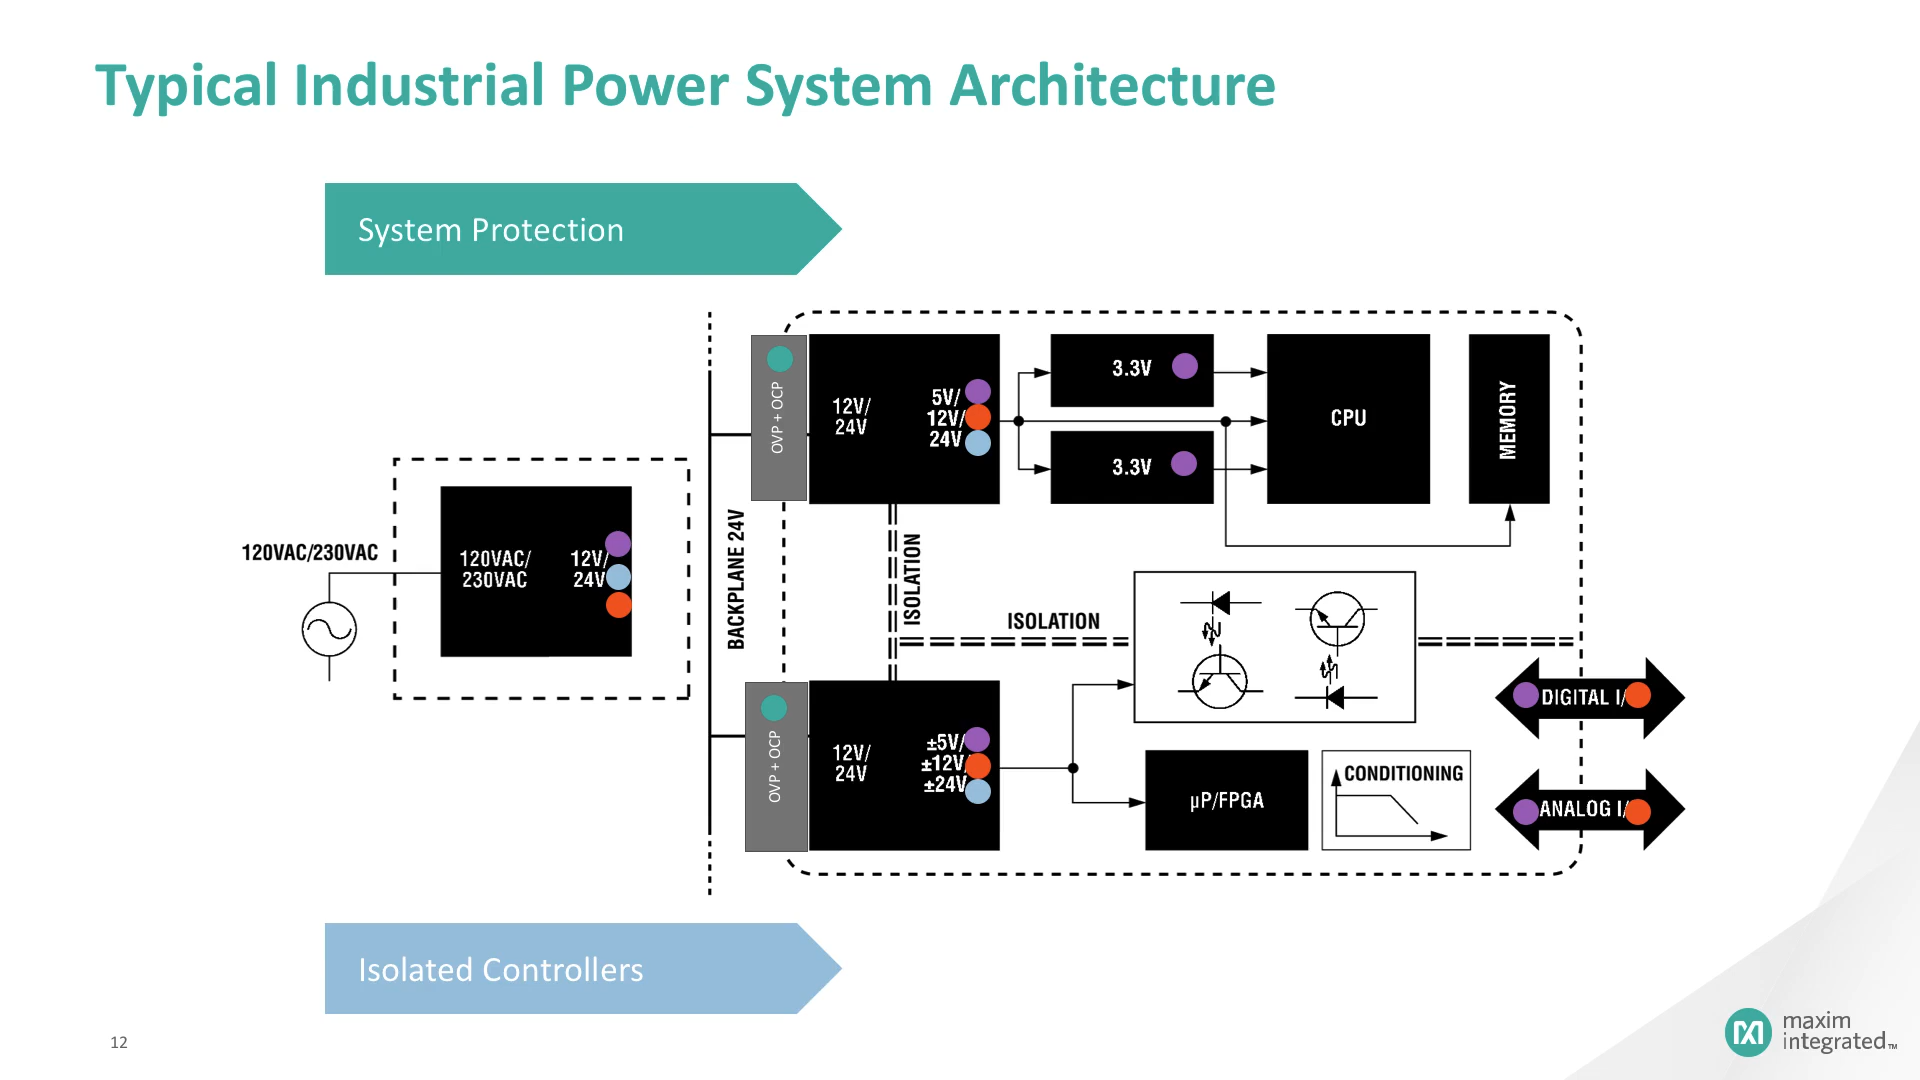 Typical Industrial Power System Architecture
System Protection
OVP + OCP
12V/
24V
5V/
12V/
24V
3.3V
3.3V
CPU
MEMORY
120VAC/230VAC
120VAC/
230VAC
12V/
24V
BACKPLANE 24V
ISOLATION
ISOLATION
OVP + OCP
12V/
24V
±5V/
±12V/
±24V
µP/FPGA
CONDITIONING
DIGITAL I/
ANALOG I/
Isolated Controllers
12
maxim
integrated™